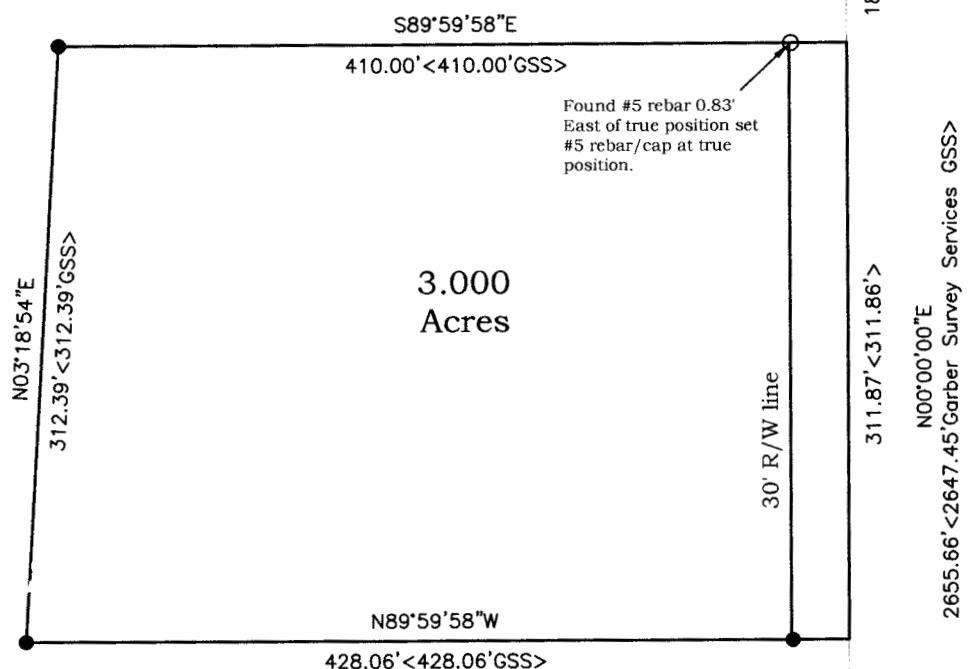 S89°59'58"E
410.00'<410.00'GSS>
18
Found #5 rebar 0.83'
East of true position set
#5 rebar/cap at true
position.
3.000
Acres
N03°18'54"E
312.39'<312.39'GSS>
30' R/W line
311.87'<311.86'>
N00°00'00"E
2655.66'<2647.45'Garber Survey Services GSS>
N89°59'58"W
428.06'<428.06'GSS>